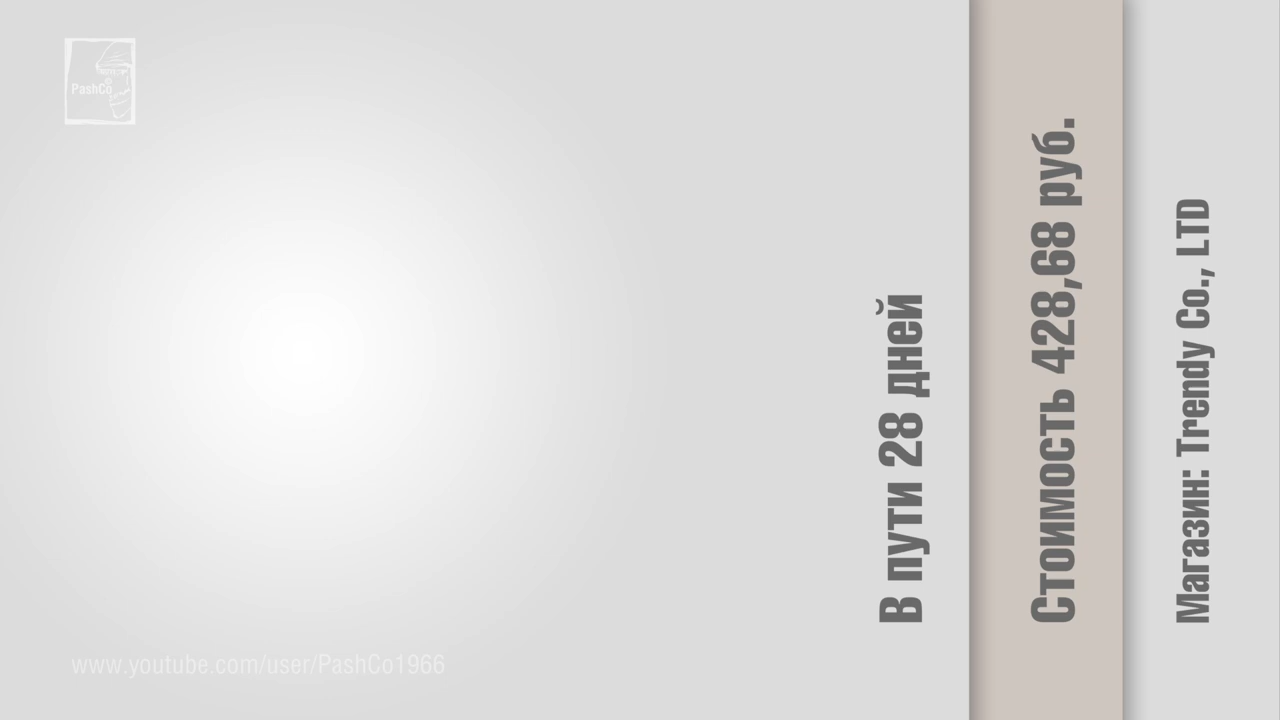 PashCo
В пути 28 дней
Стоимость 428,68 руб.
Магазин: Trendy Co., LTD
www.youtube.com/user/PashCo1966